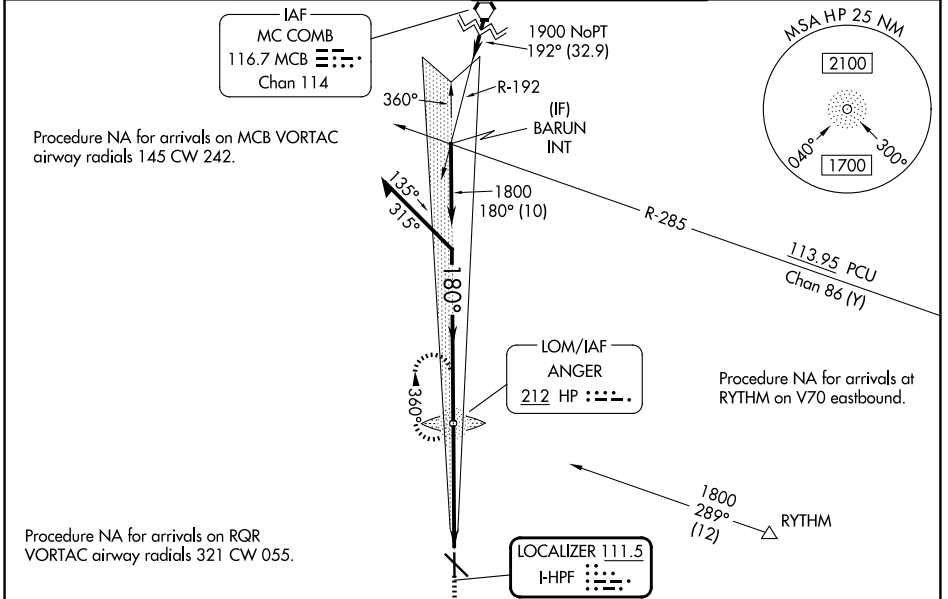 IAF
MC COMB
116.7 MCB
Chan 114
1900 NoPT
192° (32.9)
R-192
360°
(IF)
BARUN
INT
MSA HP 25 NM
2100
1700
040°
300°
Procedure NA for arrivals on MCB VORTAC
airway radials 145 CW 242.
135°
315°
1800
180° (10)
R-285
113.95 PCU
Chan 86 (Y)
180°
LOM/IAF
ANGER
212 HP
360°
Procedure NA for arrivals at
RYTHM on V70 eastbound.
1800
289°
(12)
RYTHM
Procedure NA for arrivals on RQR
VORTAC airway radials 321 CW 055.
LOCALIZER 111.5
I-HPF